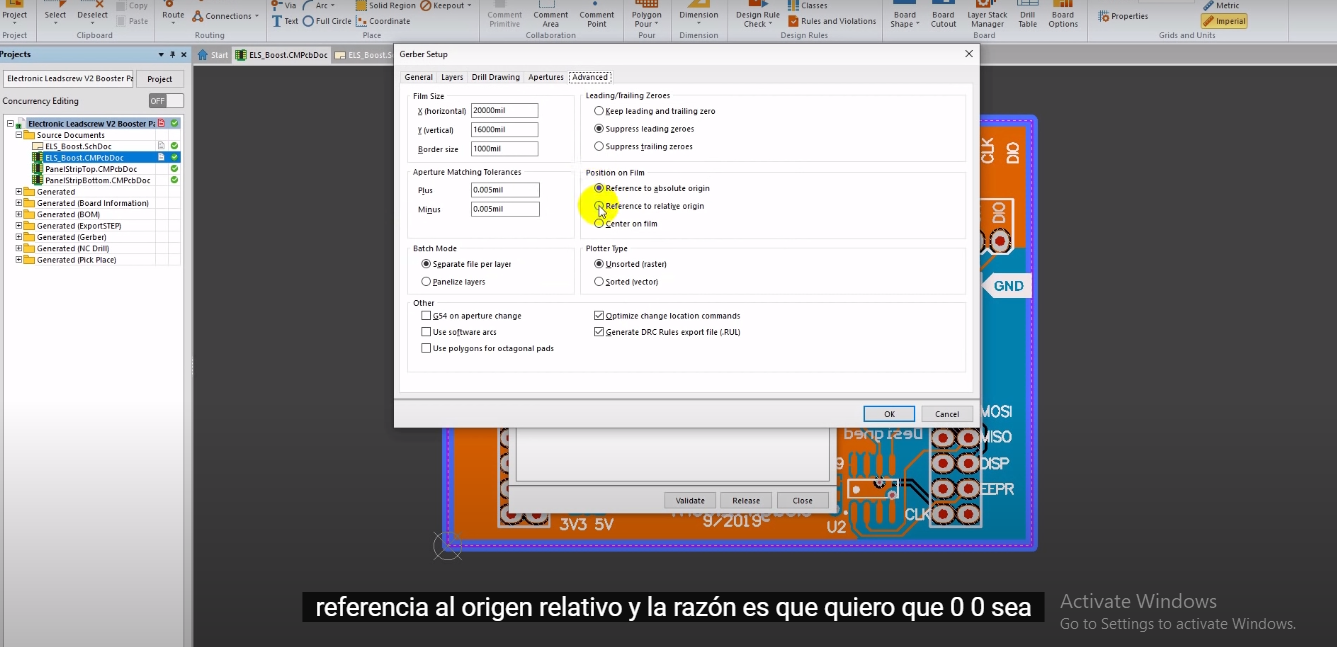 Project
Select
Deselect
Copy
Paste
Route
Connections
Via
Arc
Text
Full Circle
Solid Region
Keepout
Coordinate
Comment Primitive
Comment Area
Comment Point
Polygon Pour
Dimension
Design Rule Check
Classes
Rules and Violations
Board Shape
Board Cutout
Layer Stack Manager
Drill Table
Board Options
Properties
Metric
Imperial
Project
Clipboard
Routing
Place
Collaboration
Pour
Dimension
Design Rules
Board
Grids and Units
Projects
Start
ELS_Boost.CMPcbDoc
ELS_Boost.S
Electronic Leadscrew V2 Booster Pa
Project
Concurrency Editing
OFF
Electronic Leadscrew V2 Booster Pa
Source Documents
ELS_Boost.SchDoc
ELS_Boost.CMPcbDoc
PanelStripTop.CMPcbDoc
PanelStripBottom.CMPcbDoc
Generated
Generated (Board Information)
Generated (BOM)
Generated (ExportSTEP)
Generated (Gerber)
Generated (NC Drill)
Generated (Pick Place)
Gerber Setup
General
Layers
Drill Drawing
Apertures
Advanced
Film Size
X (horizontal)
20000mil
Y (vertical)
16000mil
Border size
1000mil
Leading/Trailing Zeroes
Keep leading and trailing zero
Suppress leading zeroes
Suppress trailing zeroes
Aperture Matching Tolerances
Plus
0.005mil
Minus
0.005mil
Position on Film
Reference to absolute origin
Reference to relative origin
Center on film
Batch Mode
Separate file per layer
Panelize layers
Plotter Type
Unsorted (raster)
Sorted (vector)
Other
G54 on aperture change
Use software arcs
Use polygons for octagonal pads
Optimize change location commands
Generate DRC Rules export file (.RUL)
OK
Cancel
Validate
Release
Close
CLK
DIO
DIO
GND
MOSI
MISO
DISP
EEPR
CLK
Designed
9
U2
3V3 5V
9/2019
referencia al origen relativo y la razón es que quiero que 0 0 sea
Activate Windows
Go to Settings to activate Windows.